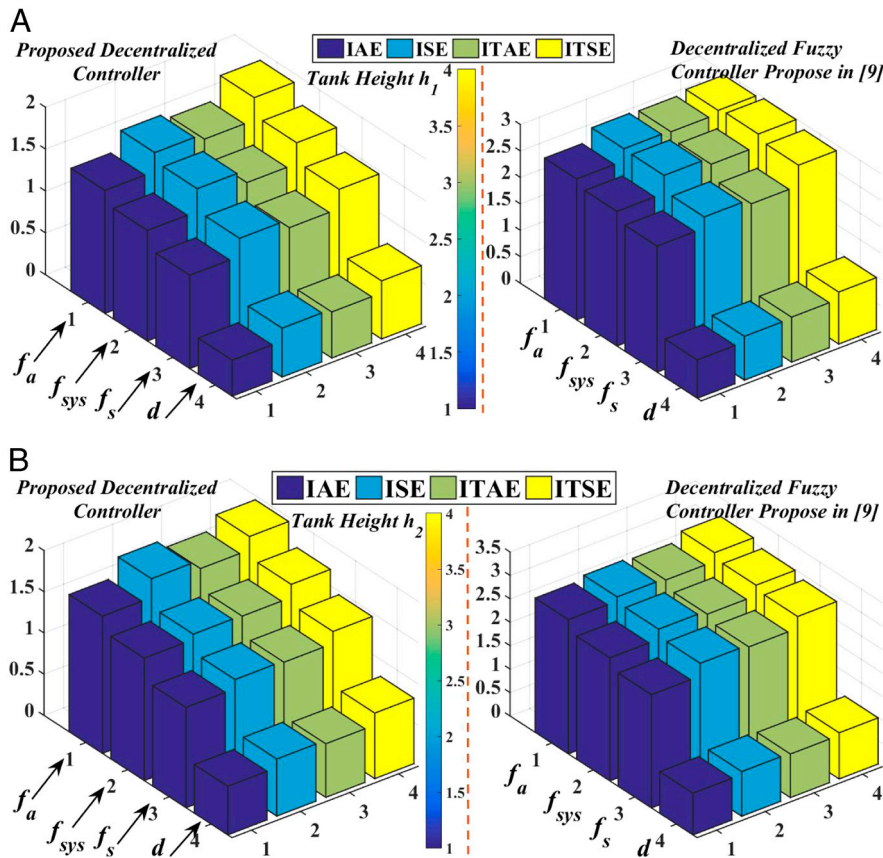 A
Proposed Decentralized
Controller
IAE ISE ITAE ITSE
Tank Height h1
Decentralized Fuzzy
Controller Propose in [9]
2
1.5
1
0.5
0
4
3.5
3
2.5
2
1.5
1
3
2.5
2
1.5
1
0.5
0
fa 1
fsys 2
fs 3
d 4
1 2 3 4
fa 1
fsys 2
fs 3
d 4
1 2 3 4
B
Proposed Decentralized
Controller
IAE ISE ITAE ITSE
Tank Height h2
Decentralized Fuzzy
Controller Propose in [9]
2
1.5
1
0.5
0
4
3.5
3
2.5
2
1.5
1
3.5
3
2.5
2
1.5
1
0.5
0
fa 1
fsys 2
fs 3
d 4
1 2 3 4
fa 1
fsys 2
fs 3
d 4
1 2 3 4